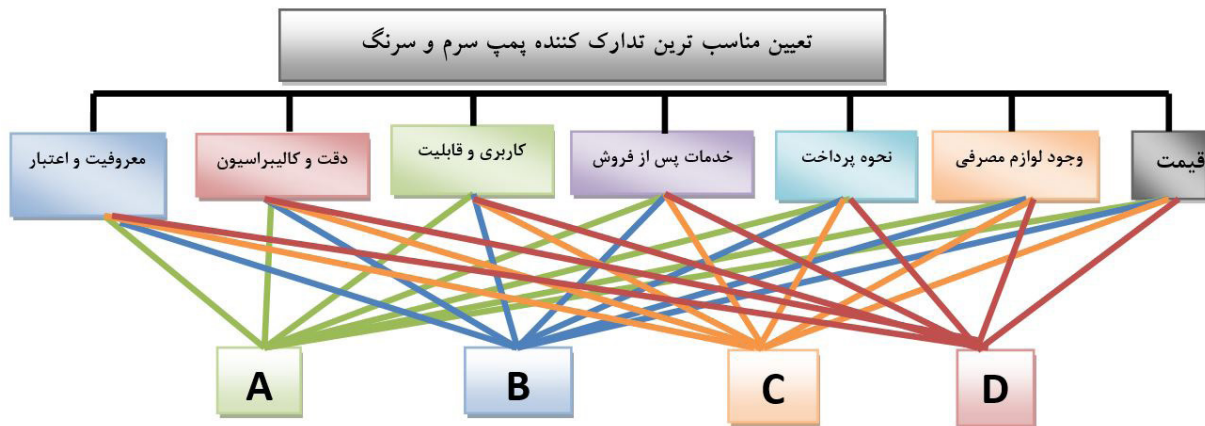 تعیین مناسب ترین تدارک کننده پمپ سرم و سرنگ
قیمت
وجود لوازم مصرفی
نحوه پرداخت
خدمات پس از فروش
کاربری و قابلیت
دقت و کالیبراسیون
معروفیت و اعتبار
A
B
C
D